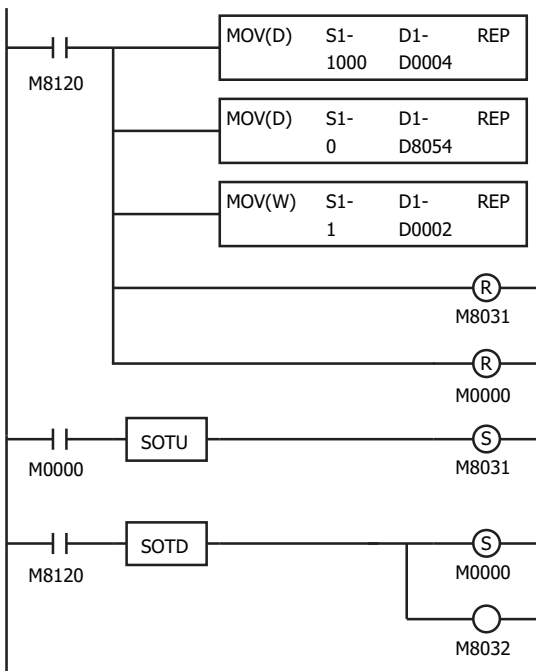 MOV(D) S1- D1- REP
1000 D0004
M8120
MOV(D) S1- D1- REP
0 D8054
MOV(W) S1- D1- REP
1 D0002
R
M8031
R
M0000
SOTU S
M0000 M8031
SOTD S
M8120 M0000
M8032